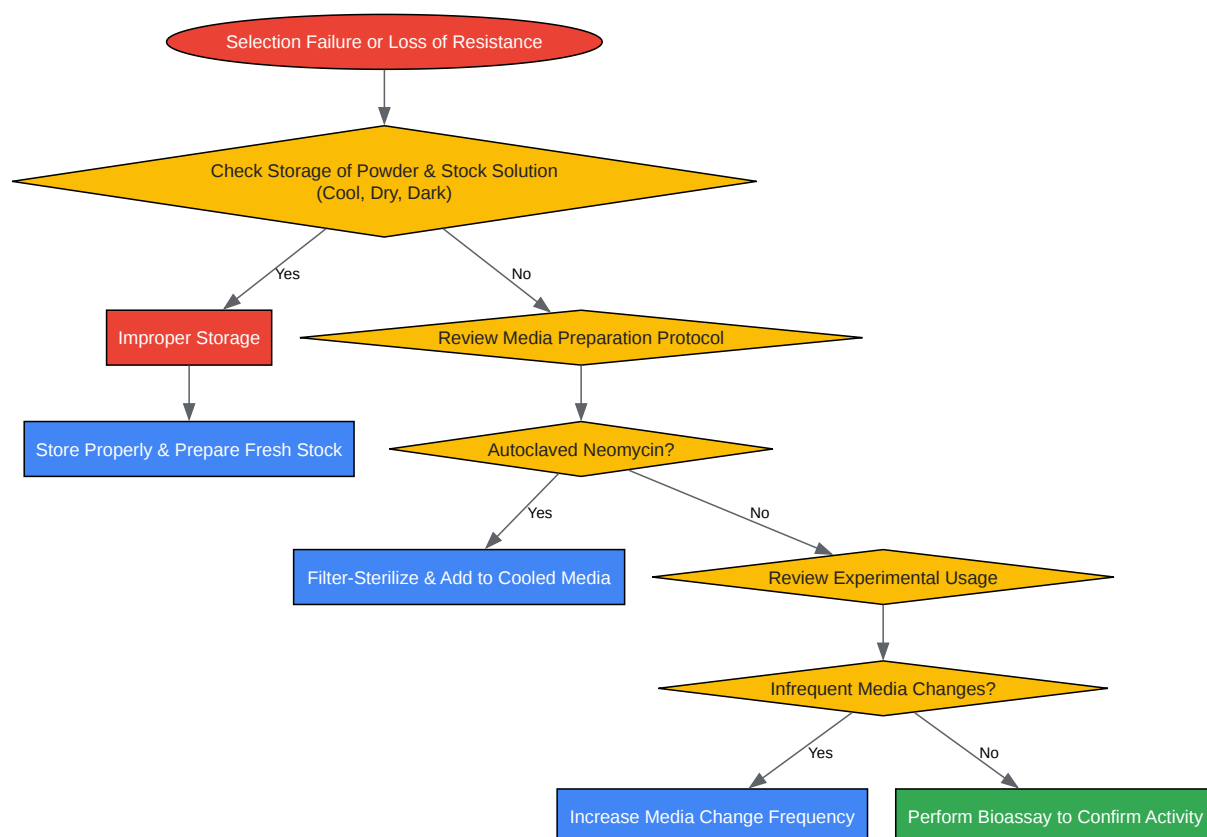 Selection Failure or Loss of Resistance
Check Storage of Powder & Stock Solution
(Cool, Dry, Dark)
Yes
No
Improper Storage
Review Media Preparation Protocol
Store Properly & Prepare Fresh Stock
Autoclaved Neomycin?
Yes
No
Filter-Sterilize & Add to Cooled Media
Review Experimental Usage
Infrequent Media Changes?
Yes
No
Increase Media Change Frequency
Perform Bioassay to Confirm Activity